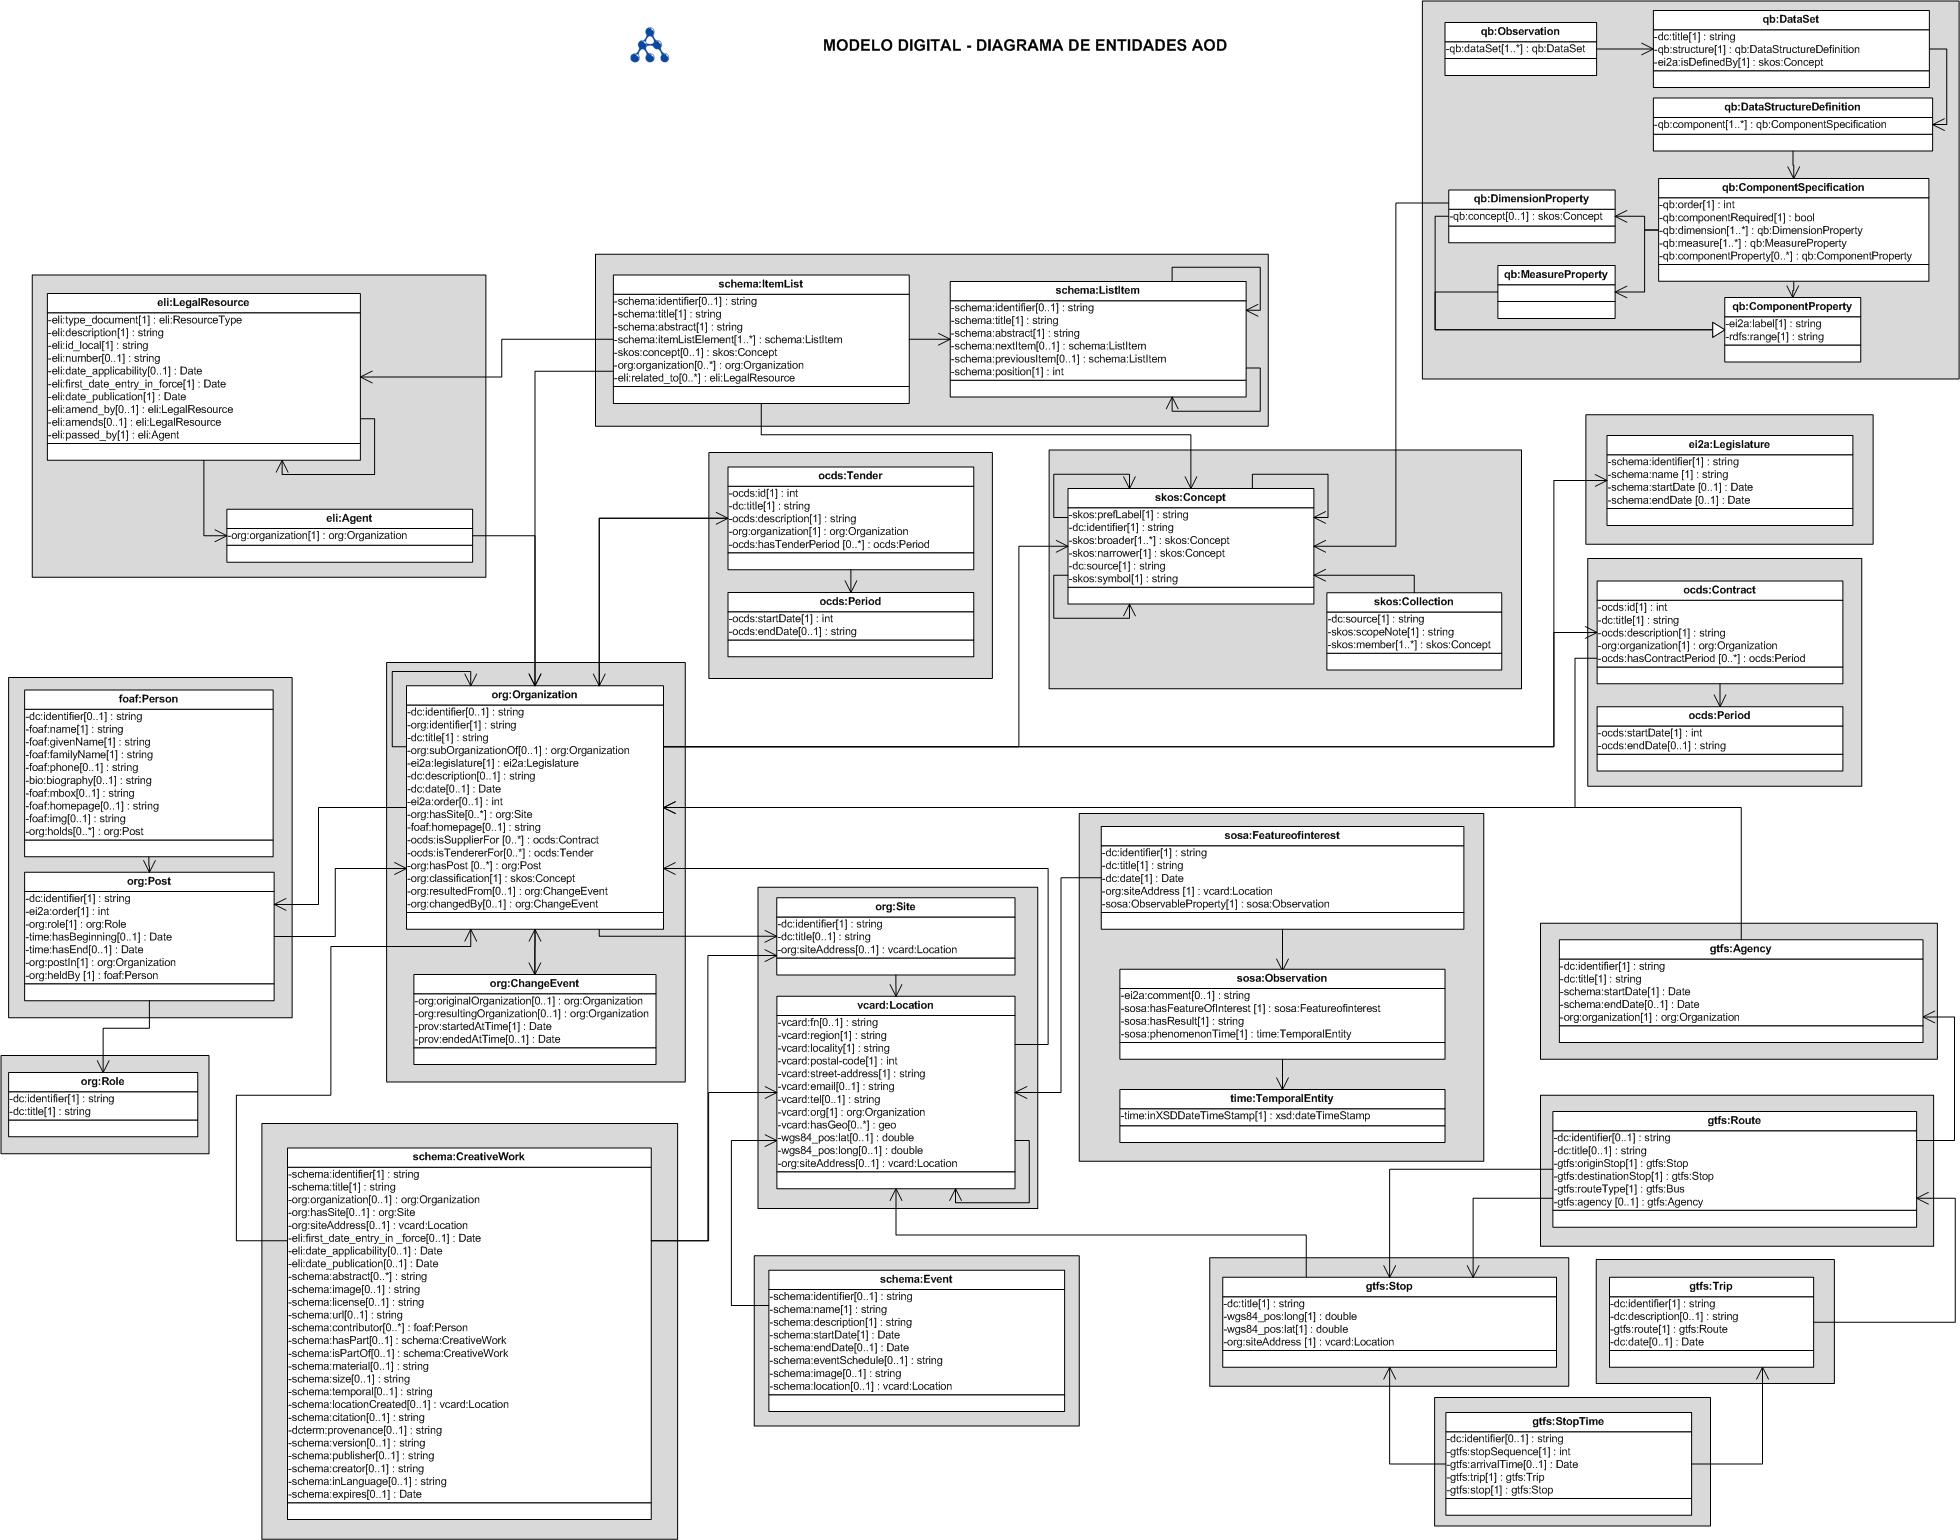 MODELO DIGITAL - DIAGRAMA DE ENTIDADES AOD
qb:Observation
-qb:dataSet[1..*] : qb:DataSet
qb:DataSet
-dc:title[1] : string
-qb:structure[1] : qb:DataStructureDefinition
-ei2a:isDefinedBy[1] : skos:Concept
qb:DataStructureDefinition
-qb:component[1..*] : qb:ComponentSpecification
qb:DimensionProperty
-qb:concept[0..1] : skos:Concept
qb:ComponentSpecification
-qb:order[1] : int
-qb:componentRequired[1] : bool
-qb:dimension[1..*] : qb:DimensionProperty
-qb:measure[1..*] : qb:MeasureProperty
-qb:componentProperty[0..*] : qb:ComponentProperty
qb:MeasureProperty
qb:ComponentProperty
-ei2a:label[1] : string
-rdfs:range[1] : string
eli:LegalResource
-eli:type_document[1] : eli:ResourceType
-eli:description[1] : string
-eli:id_local[1] : string
-eli:number[0..1] : string
-eli:date_applicability[0..1] : Date
-eli:first_date_entry_in_force[1] : Date
-eli:date_publication[1] : Date
-eli:amend_by[0..1] : eli:LegalResource
-eli:amends[0..1] : eli:LegalResource
-eli:passed_by[1] : eli:Agent
eli:Agent
-org:organization[1] : org:Organization
schema:ItemList
-schema:identifier[0..1] : string
-schema:title[1] : string
-schema:abstract[1] : string
-schema:itemListElement[1..*] : schema:ListItem
-skos:concept[0..1] : skos:Concept
-org:organization[0..*] : org:Organization
-eli:related_to[0..*] : eli:LegalResource
schema:ListItem
-schema:identifier[0..1] : string
-schema:title[1] : string
-schema:abstract[1] : string
-schema:nextItem[0..1] : schema:ListItem
-schema:previousItem[0..1] : schema:ListItem
-schema:position[1] : int
ocds:Tender
-ocds:id[1] : int
-dc:title[1] : string
-ocds:description[1] : string
-org:organization[1] : org:Organization
-ocds:hasTenderPeriod [0..*] : ocds:Period
ocds:Period
-ocds:startDate[1] : int
-ocds:endDate[0..1] : string
skos:Concept
-skos:prefLabel[1] : string
-dc:identifier[1] : string
-skos:broader[1..*] : skos:Concept
-skos:narrower[1] : skos:Concept
-dc:source[1] : string
-skos:symbol[1] : string
skos:Collection
-dc:source[1] : string
-skos:scopeNote[1] : string
-skos:member[1..*] : skos:Concept
ei2a:Legislature
-schema:identifier[1] : string
-schema:name [1] : string
-schema:startDate [0..1] : Date
-schema:endDate [0..1] : Date
ocds:Contract
-ocds:id[1] : int
-dc:title[1] : string
-ocds:description[1] : string
-org:organization[1] : org:Organization
-ocds:hasContractPeriod [0..*] : ocds:Period
ocds:Period
-ocds:startDate[1] : int
-ocds:endDate[0..1] : string
foaf:Person
-dc:identifier[0..1] : string
-foaf:name[1] : string
-foaf:givenName[1] : string
-foaf:familyName[1] : string
-foaf:phone[0..1] : string
-bio:biography[0..1] : string
-foaf:mbox[0..1] : string
-foaf:homepage[0..1] : string
-foaf:img[0..1] : string
-org:holds[0..*] : org:Post
org:Post
-dc:identifier[1] : string
-ei2a:order[1] : int
-org:role[1] : org:Role
-time:hasBeginning[0..1] : Date
-time:hasEnd[0..1] : Date
-org:postIn[1] : org:Organization
-org:heldBy [1] : foaf:Person
org:Role
-dc:identifier[1] : string
-dc:title[1] : string
org:Organization
-dc:identifier[0..1] : string
-org:identifier[1] : string
-dc:title[1] : string
-org:subOrganizationOf[0..1] : org:Organization
-ei2a:legislature[1] : ei2a:Legislature
-dc:description[0..1] : string
-dc:date[0..1] : Date
-ei2a:order[0..1] : int
-org:hasSite[0..*] : org:Site
-foaf:homepage[0..1] : string
-ocds:isSupplierFor [0..*] : ocds:Contract
-ocds:isTendererFor[0..*] : ocds:Tender
-org:hasPost [0..*] : org:Post
-org:classification[1] : skos:Concept
-org:resultedFrom[0..1] : org:ChangeEvent
-org:changedBy[0..1] : org:ChangeEvent
org:ChangeEvent
-org:originalOrganization[0..1] : org:Organization
-org:resultingOrganization[0..1] : org:Organization
-prov:startedAtTime[1] : Date
-prov:endedAtTime[0..1] : Date
org:Site
-dc:identifier[1] : string
-dc:title[0..1] : string
-org:siteAddress[0..1] : vcard:Location
vcard:Location
-vcard:fn[0..1] : string
-vcard:region[1] : string
-vcard:locality[1] : string
-vcard:postal-code[1] : int
-vcard:street-address[1] : string
-vcard:email[0..1] : string
-vcard:tel[0..1] : string
-vcard:org[1] : org:Organization
-vcard:hasGeo[0..*] : geo
-wgs84_pos:lat[0..1] : double
-wgs84_pos:long[0..1] : double
-org:siteAddress[0..1] : vcard:Location
sosa:FeatureofInterest
-dc:identifier[1] : string
-dc:title[1] : string
-dc:date[1] : Date
-org:siteAddress [1] : vcard:Location
-sosa:ObservableProperty[1] : sosa:Observation
sosa:Observation
-ei2a:comment[0..1] : string
-sosa:hasFeatureOfInterest [1] : sosa:FeatureofInterest
-sosa:hasResult[1] : string
-sosa:phenomenonTime[1] : time:TemporalEntity
time:TemporalEntity
-time:inXSDDateTimeStamp[1] : xsd:dateTimeStamp
gtfs:Agency
-dc:identifier[1] : string
-dc:title[1] : string
-schema:startDate[1] : Date
-schema:endDate[0..1] : Date
-org:organization[1] : org:Organization
gtfs:Route
-dc:identifier[0..1] : string
-dc:title[0..1] : string
-gtfs:originStop[1] : gtfs:Stop
-gtfs:destinationStop[1] : gtfs:Stop
-gtfs:routeType[1] : gtfs:Bus
-gtfs:agency [0..1] : gtfs:Agency
schema:CreativeWork
-schema:identifier[1] : string
-schema:title[1] : string
-org:organization[0..1] : org:Organization
-org:hasSite[0..1] : org:Site
-org:siteAddress[0..1] : vcard:Location
-eli:first_date_entry_in _force[0..1] : Date
-eli:date_applicability[0..1] : Date
-eli:date_publication[0..1] : Date
-schema:abstract[0..*] : string
-schema:image[0..1] : string
-schema:license[0..1] : string
-schema:url[0..1] : string
-schema:contributor[0..*] : foaf:Person
-schema:hasPart[0..1] : schema:CreativeWork
-schema:isPartOf[0..1] : schema:CreativeWork
-schema:material[0..1] : string
-schema:size[0..1] : string
-schema:temporal[0..1] : string
-schema:locationCreated[0..1] : vcard:Location
-schema:citation[0..1] : string
-dcterm:provenance[0..1] : string
-schema:version[0..1] : string
-schema:publisher[0..1] : string
-schema:creator[0..1] : string
-schema:inLanguage[0..1] : string
-schema:expires[0..1] : Date
schema:Event
-schema:identifier[0..1] : string
-schema:name[1] : string
-schema:description[1] : string
-schema:startDate[1] : Date
-schema:endDate[0..1] : Date
-schema:eventSchedule[0..1] : string
-schema:image[0..1] : string
-schema:location[0..1] : vcard:Location
gtfs:Stop
-dc:title[1] : string
-wgs84_pos:long[1] : double
-wgs84_pos:lat[1] : double
-org:siteAddress [1] : vcard:Location
gtfs:Trip
-dc:identifier[1] : string
-dc:description[0..1] : string
-gtfs:route[1] : gtfs:Route
-dc:date[0..1] : Date
gtfs:StopTime
-dc:identifier[0..1] : string
-gtfs:stopSequence[1] : int
-gtfs:arrivalTime[0..1] : Date
-gtfs:trip[1] : gtfs:Trip
-gtfs:stop[1] : gtfs:Stop